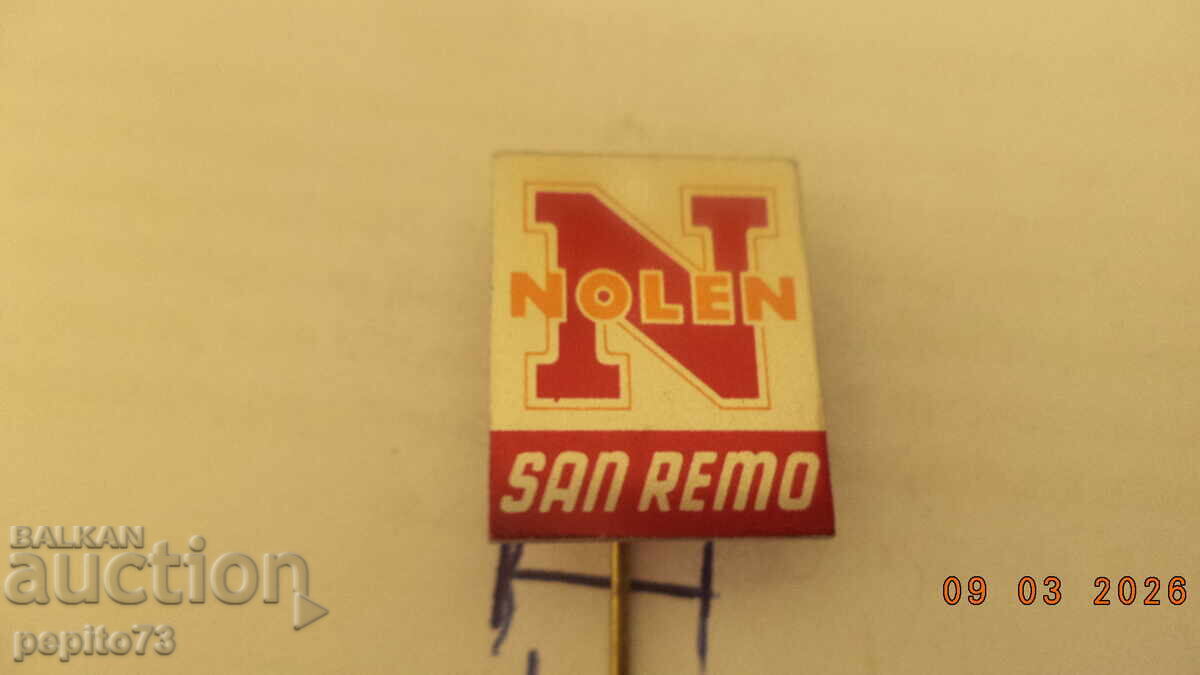 N
NOLEN
SAN REMO
BALKAN
auction
pepito73
09 03 2026